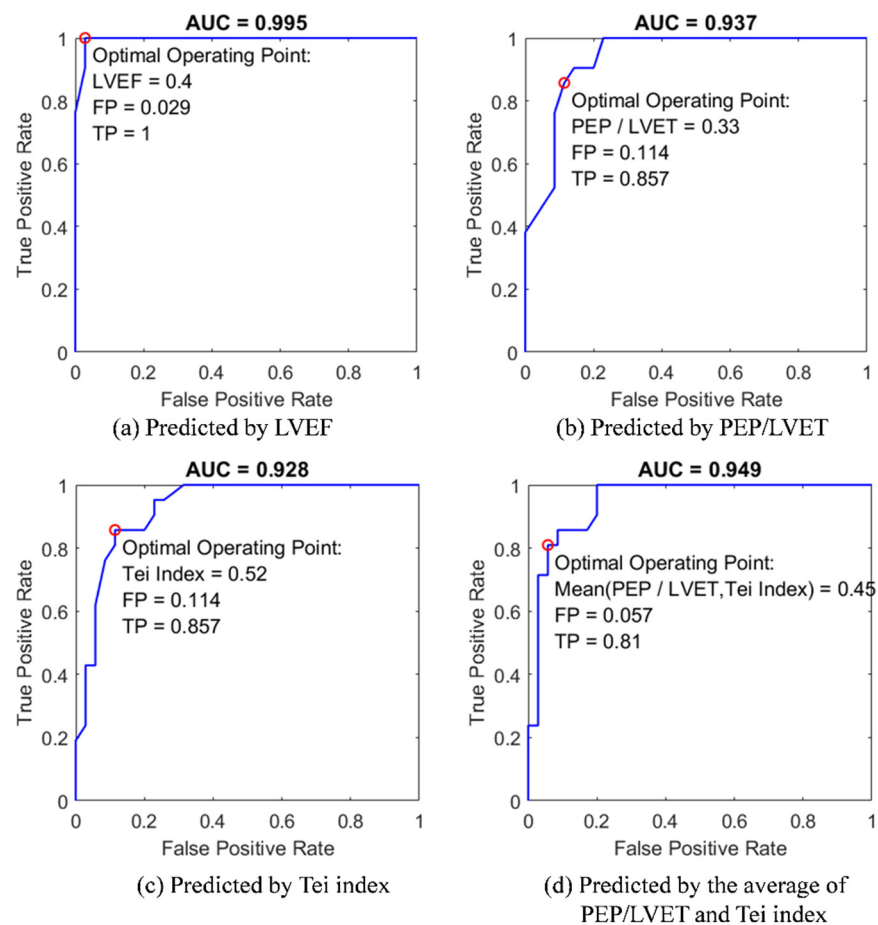 AUC = 0.995
1
0.8
0.6
0.4
0.2
0
True Positive Rate
Optimal Operating Point:
LVEF = 0.4
FP = 0.029
TP = 1
0 0.2 0.4 0.6 0.8 1
False Positive Rate
(a) Predicted by LVEF
AUC = 0.937
1
0.8
0.6
0.4
0.2
0
True Positive Rate
Optimal Operating Point:
PEP / LVET = 0.33
FP = 0.114
TP = 0.857
0 0.2 0.4 0.6 0.8 1
False Positive Rate
(b) Predicted by PEP/LVET
AUC = 0.928
1
0.8
0.6
0.4
0.2
0
True Positive Rate
Optimal Operating Point:
Tei Index = 0.52
FP = 0.114
TP = 0.857
0 0.2 0.4 0.6 0.8 1
False Positive Rate
(c) Predicted by Tei index
AUC = 0.949
1
0.8
0.6
0.4
0.2
0
True Positive Rate
Optimal Operating Point:
Mean(PEP / LVET,Tei Index) = 0.45
FP = 0.057
TP = 0.81
0 0.2 0.4 0.6 0.8 1
False Positive Rate
(d) Predicted by the average of
PEP/LVET and Tei index